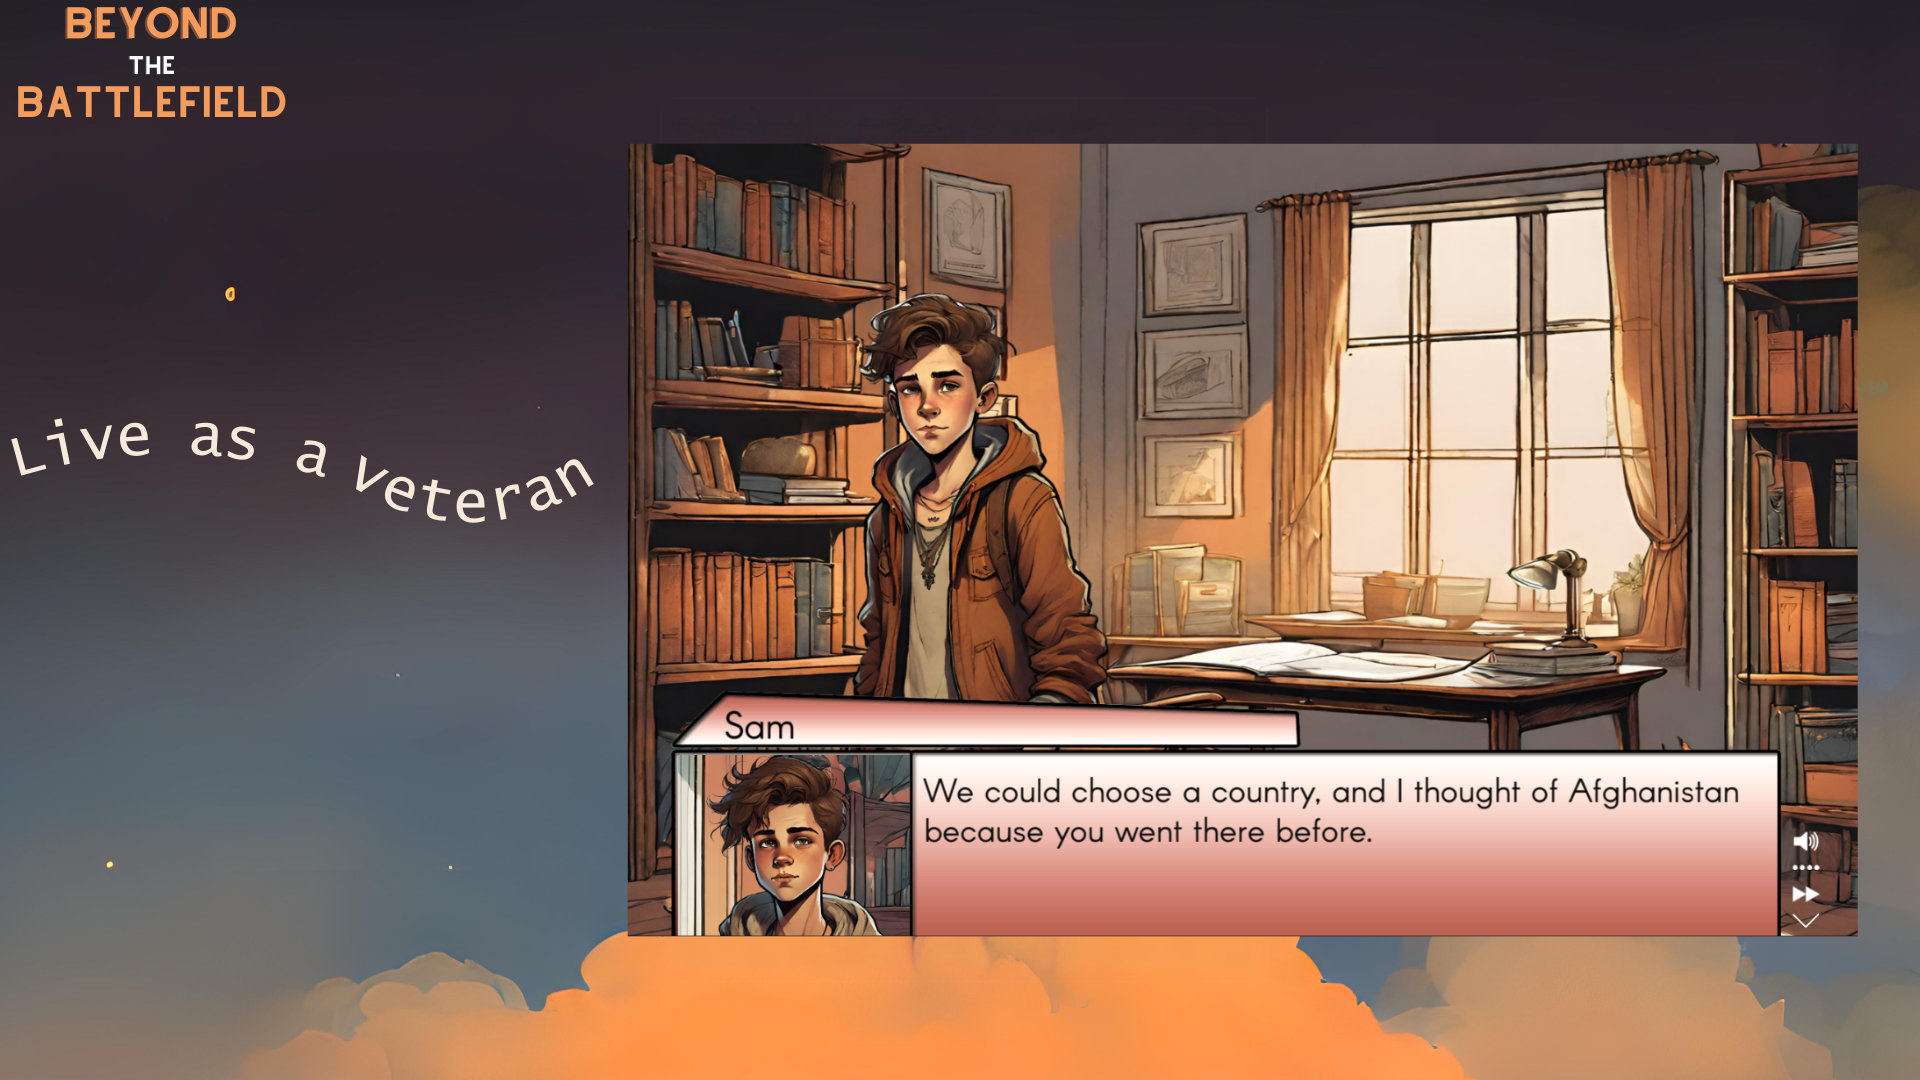 BEYOND
THE
BATTLEFIELD
Live as a veteran
Sam
We could choose a country, and I thought of Afghanistan
because you went there before.